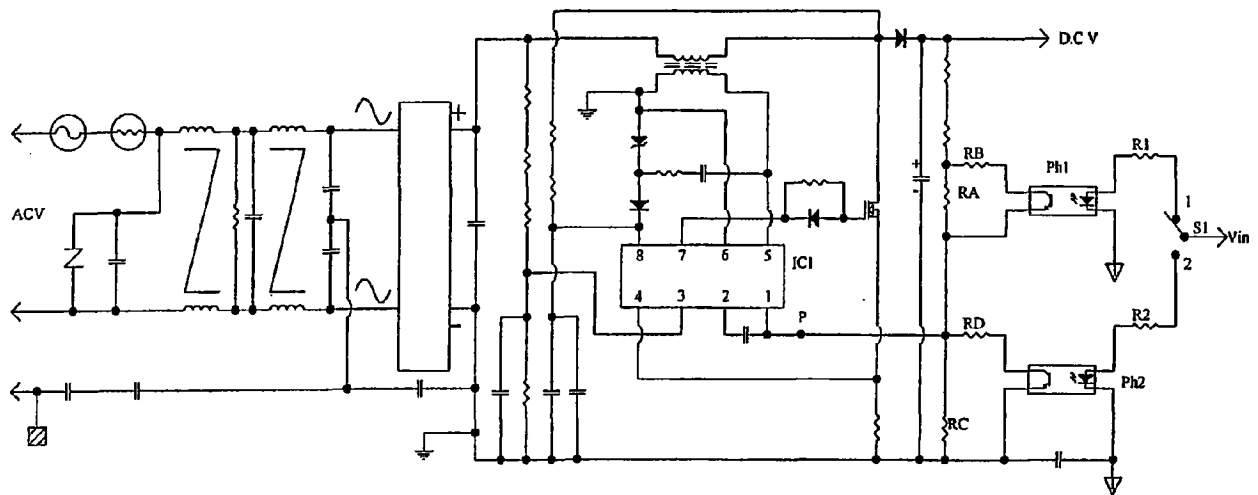 D.C V
RB
Ph1
R1
RA
1
S1
Vin
2
ACV
+
-
+
-
8 7 6 5
IC1
4 3 2 1
P
RD
R2
Ph2
RC